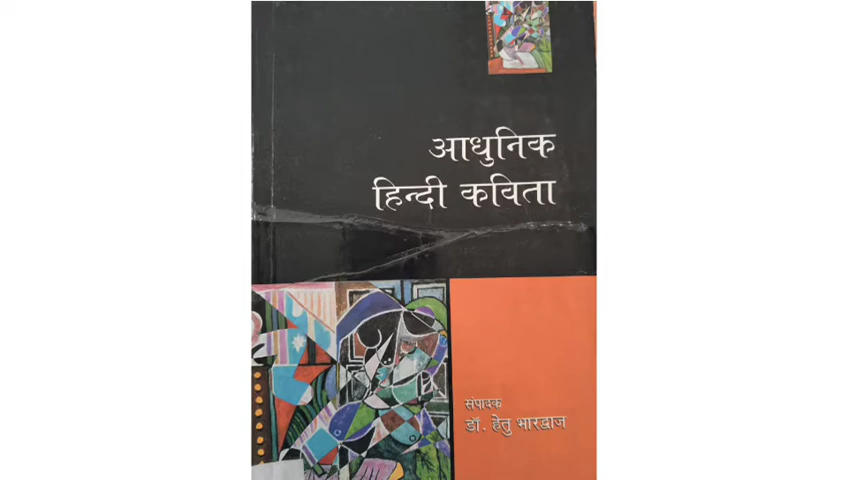 आधुनिक
हिन्दी कविता
संपादक
डॉ. हेतु भारद्वाज